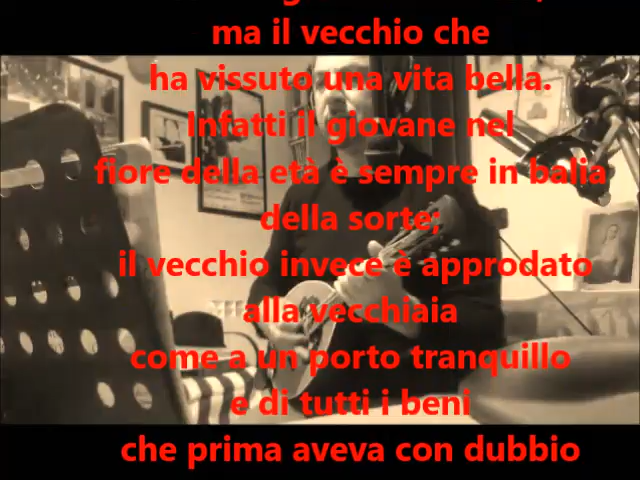 ma il vecchio che
ha vissuto una vita bella.
Infatti il giovane nel
fiore della età è sempre in balia
della sorte;
il vecchio invece è approdato
alla vecchiaia
come a un porto tranquillo
e di tutti i beni
che prima aveva con dubbio